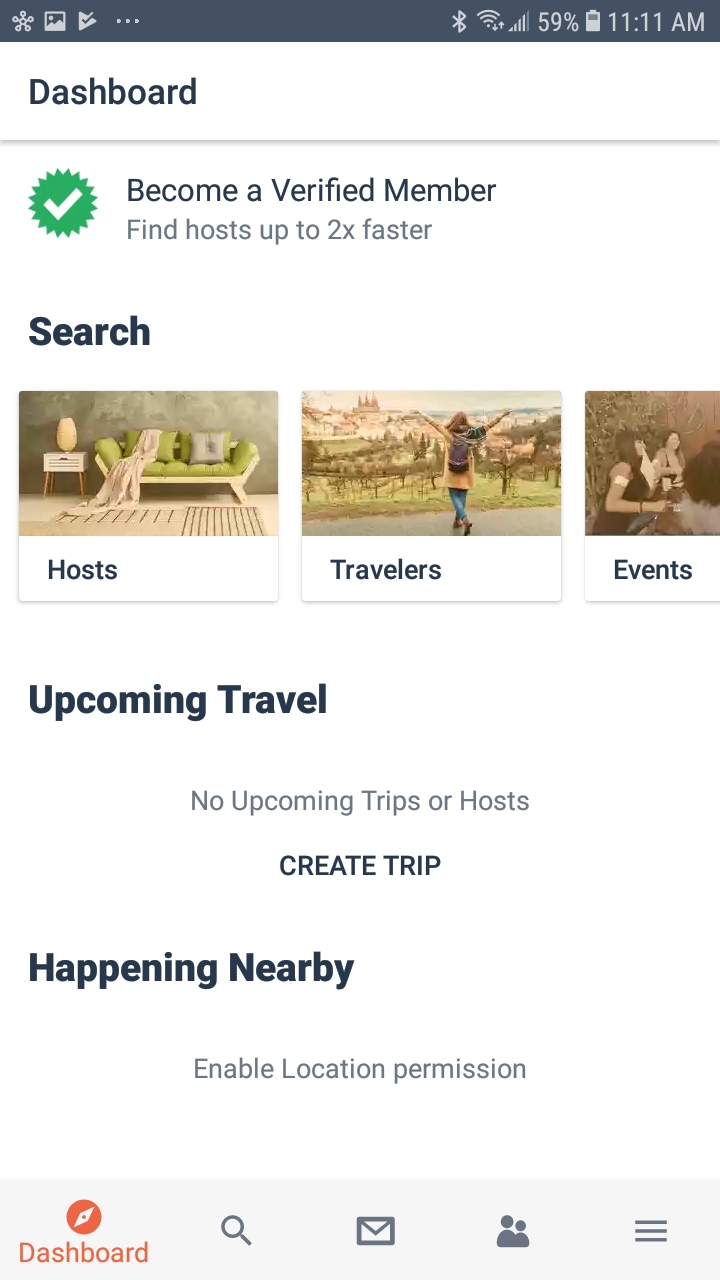 59% 11:11 AM
Dashboard
Become a Verified Member
Find hosts up to 2x faster
Search
Hosts
Travelers
Events
Upcoming Travel
No Upcoming Trips or Hosts
CREATE TRIP
Happening Nearby
Enable Location permission
Dashboard